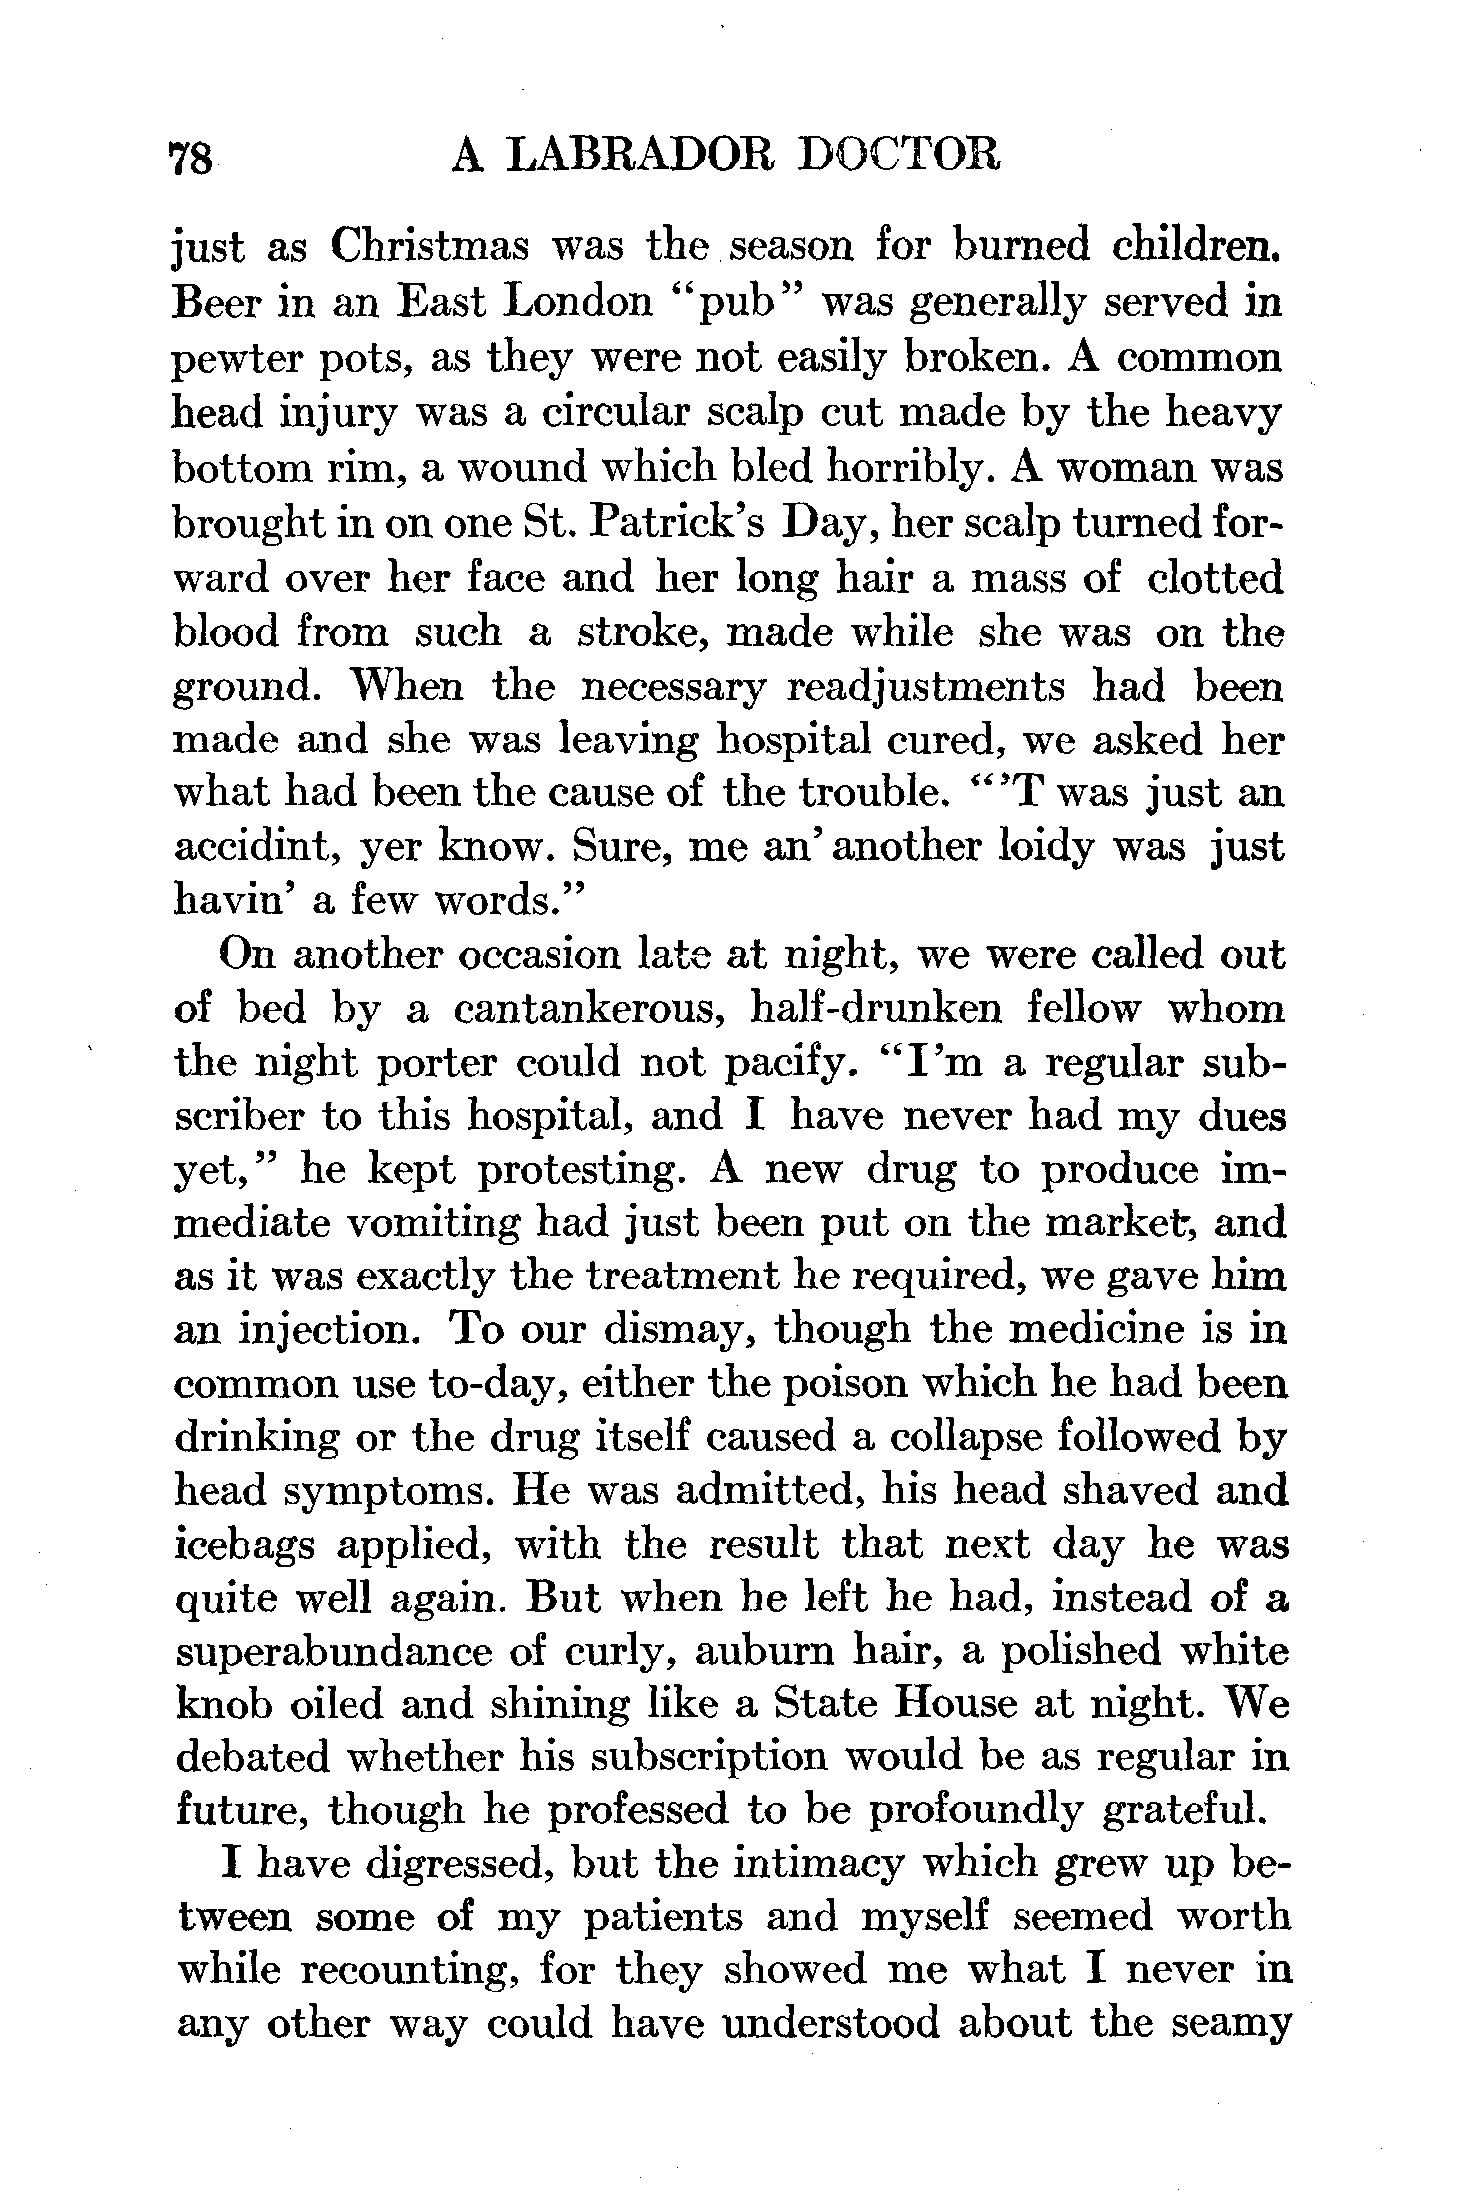 78 A LABRADOR DOCTOR
just as Christmas was the season for burned children.
Beer in an East London "pub" was generally served in
pewter pots, as they were not easily broken. A common
head injury was a circular scalp cut made by the heavy
bottom rim, a wound which bled horribly. A woman was
brought in on one St. Patrick's Day, her scalp turned for-
ward over her face and her long hair a mass of clotted
blood from such a stroke, made while she was on the
ground. When the necessary readjustments had been
made and she was leaving hospital cured, we asked her
what had been the cause of the trouble. "'T was just an
accidint, yer know. Sure, me an' another loidy was just
havin' a few words."
On another occasion late at night, we were called out
of bed by a cantankerous, half-drunken fellow whom
the night porter could not pacify. "I'm a regular sub-
scriber to this hospital, and I have never had my dues
yet," he kept protesting. A new drug to produce im-
mediate vomiting had just been put on the market, and
as it was exactly the treatment he required, we gave him
an injection. To our dismay, though the medicine is in
common use to-day, either the poison which he had been
drinking or the drug itself caused a collapse followed by
head symptoms. He was admitted, his head shaved and
icebags applied, with the result that next day he was
quite well again. But when he left he had, instead of a
superabundance of curly, auburn hair, a polished white
knob oiled and shining like a State House at night. We
debated whether his subscription would be as regular in
future, though he professed to be profoundly grateful.
I have digressed, but the intimacy which grew up be-
tween some of my patients and myself seemed worth
while recounting, for they showed me what I never in
any other way could have understood about the seamy